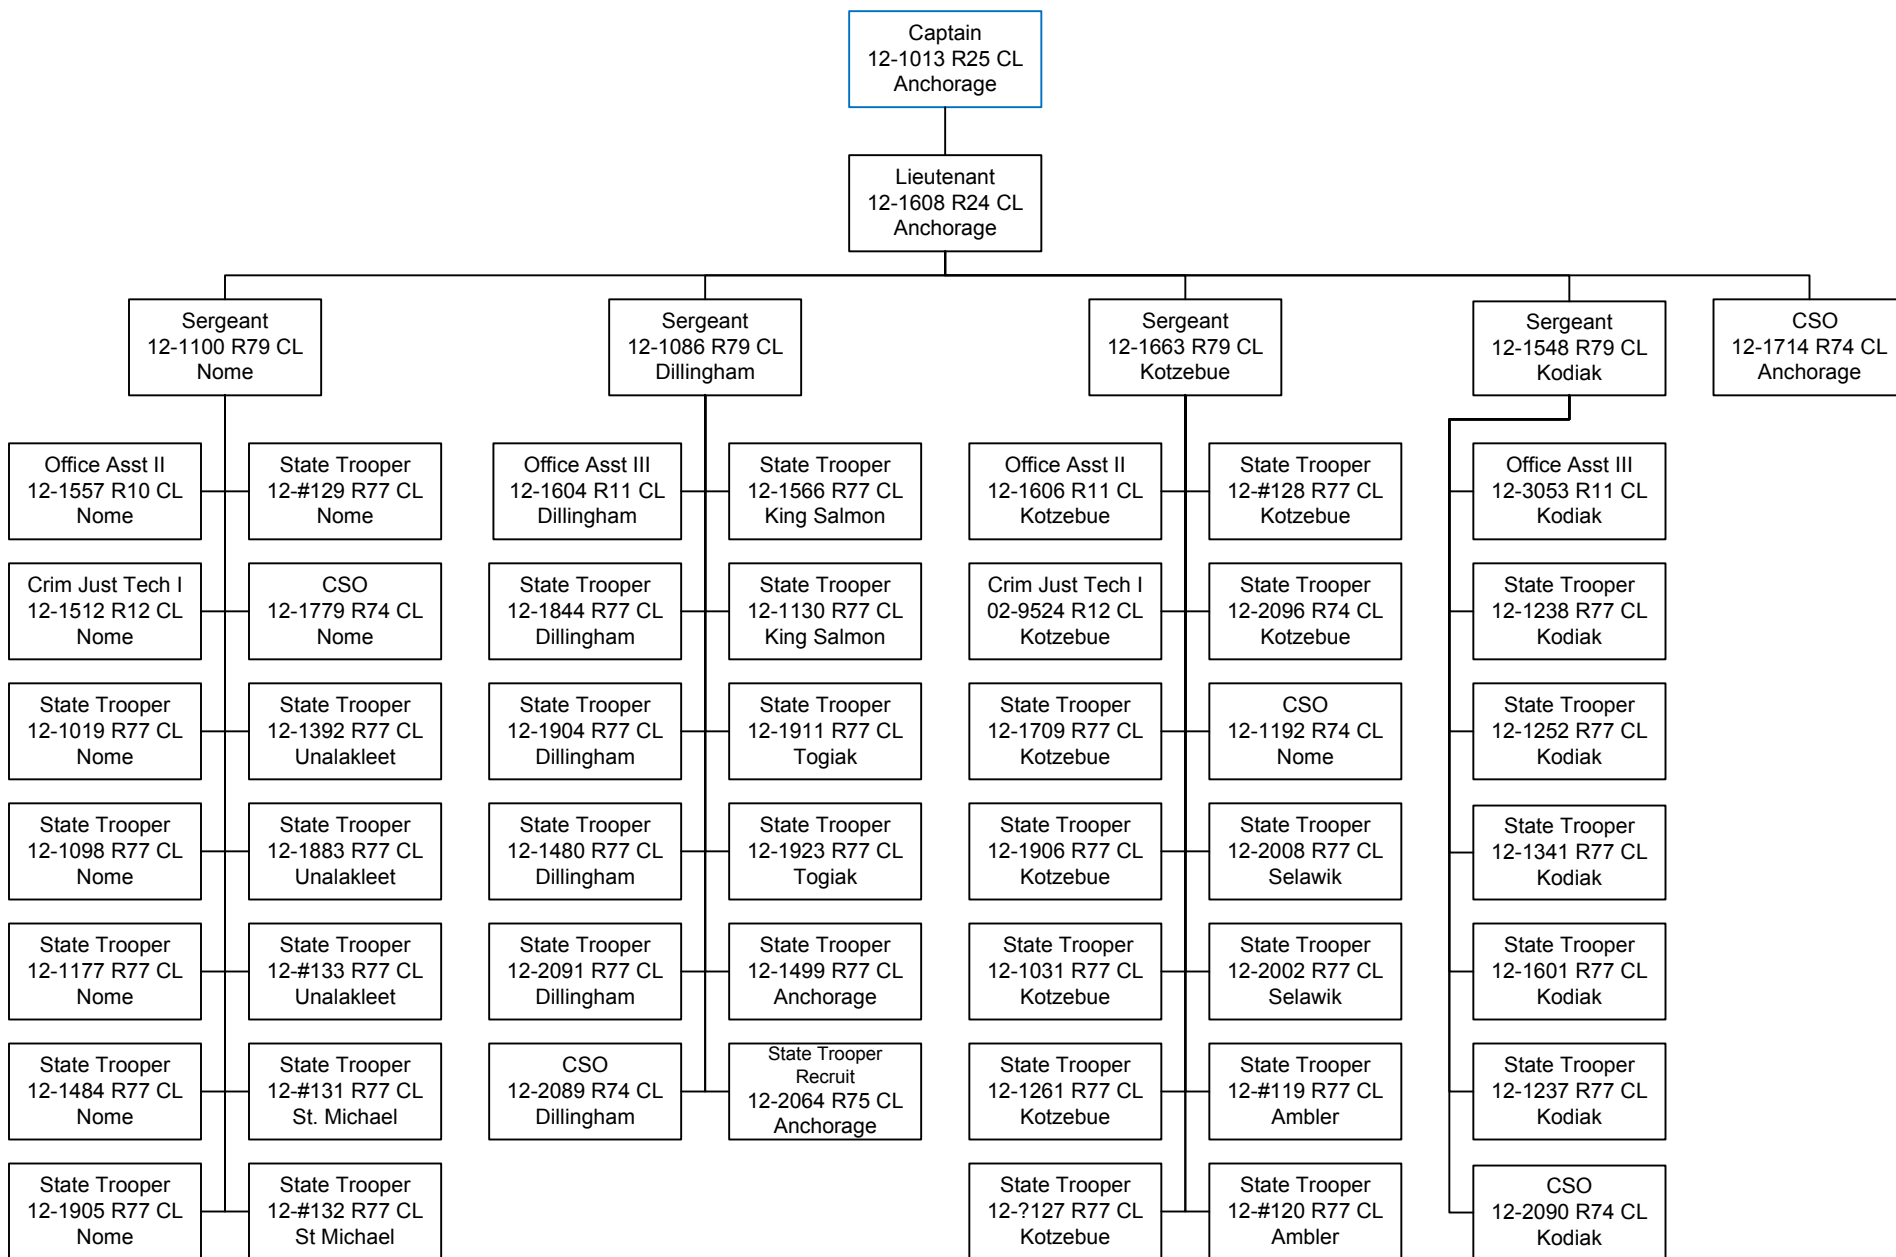 Captain
12-1013 R25 CL
Anchorage
Lieutenant
12-1608 R24 CL
Anchorage
Sergeant
12-1100 R79 CL
Nome
Sergeant
12-1086 R79 CL
Dillingham
Sergeant
12-1663 R79 CL
Kotzebue
Sergeant
12-1548 R79 CL
Kodiak
CSO
12-1714 R74 CL
Anchorage
Office Asst II
12-1557 R10 CL
Nome
State Trooper
12-#129 R77 CL
Nome
Office Asst III
12-1604 R11 CL
Dillingham
State Trooper
12-1566 R77 CL
King Salmon
Office Asst II
12-1606 R11 CL
Kotzebue
State Trooper
12-#128 R77 CL
Kotzebue
Office Asst III
12-3053 R11 CL
Kodiak
Crim Just Tech I
12-1512 R12 CL
Nome
CSO
12-1779 R74 CL
Nome
State Trooper
12-1844 R77 CL
Dillingham
State Trooper
12-1130 R77 CL
King Salmon
Crim Just Tech I
02-9524 R12 CL
Kotzebue
State Trooper
12-2096 R74 CL
Kotzebue
State Trooper
12-1238 R77 CL
Kodiak
State Trooper
12-1019 R77 CL
Nome
State Trooper
12-1392 R77 CL
Unalakleet
State Trooper
12-1904 R77 CL
Dillingham
State Trooper
12-1911 R77 CL
Togiak
State Trooper
12-1709 R77 CL
Kotzebue
CSO
12-1192 R74 CL
Nome
State Trooper
12-1252 R77 CL
Kodiak
State Trooper
12-1098 R77 CL
Nome
State Trooper
12-1883 R77 CL
Unalakleet
State Trooper
12-1480 R77 CL
Dillingham
State Trooper
12-1923 R77 CL
Togiak
State Trooper
12-1906 R77 CL
Kotzebue
State Trooper
12-2008 R77 CL
Selawik
State Trooper
12-1341 R77 CL
Kodiak
State Trooper
12-1177 R77 CL
Nome
State Trooper
12-#133 R77 CL
Unalakleet
State Trooper
12-2091 R77 CL
Dillingham
State Trooper
12-1499 R77 CL
Anchorage
State Trooper
12-1031 R77 CL
Kotzebue
State Trooper
12-2002 R77 CL
Selawik
State Trooper
12-1601 R77 CL
Kodiak
State Trooper
12-1484 R77 CL
Nome
State Trooper
12-#131 R77 CL
St. Michael
CSO
12-2089 R74 CL
Dillingham
State Trooper
Recruit
12-2064 R75 CL
Anchorage
State Trooper
12-1261 R77 CL
Kotzebue
State Trooper
12-#119 R77 CL
Ambler
State Trooper
12-1237 R77 CL
Kodiak
State Trooper
12-1905 R77 CL
Nome
State Trooper
12-#132 R77 CL
St Michael
State Trooper
12-?127 R77 CL
Kotzebue
State Trooper
12-#120 R77 CL
Ambler
CSO
12-2090 R74 CL
Kodiak